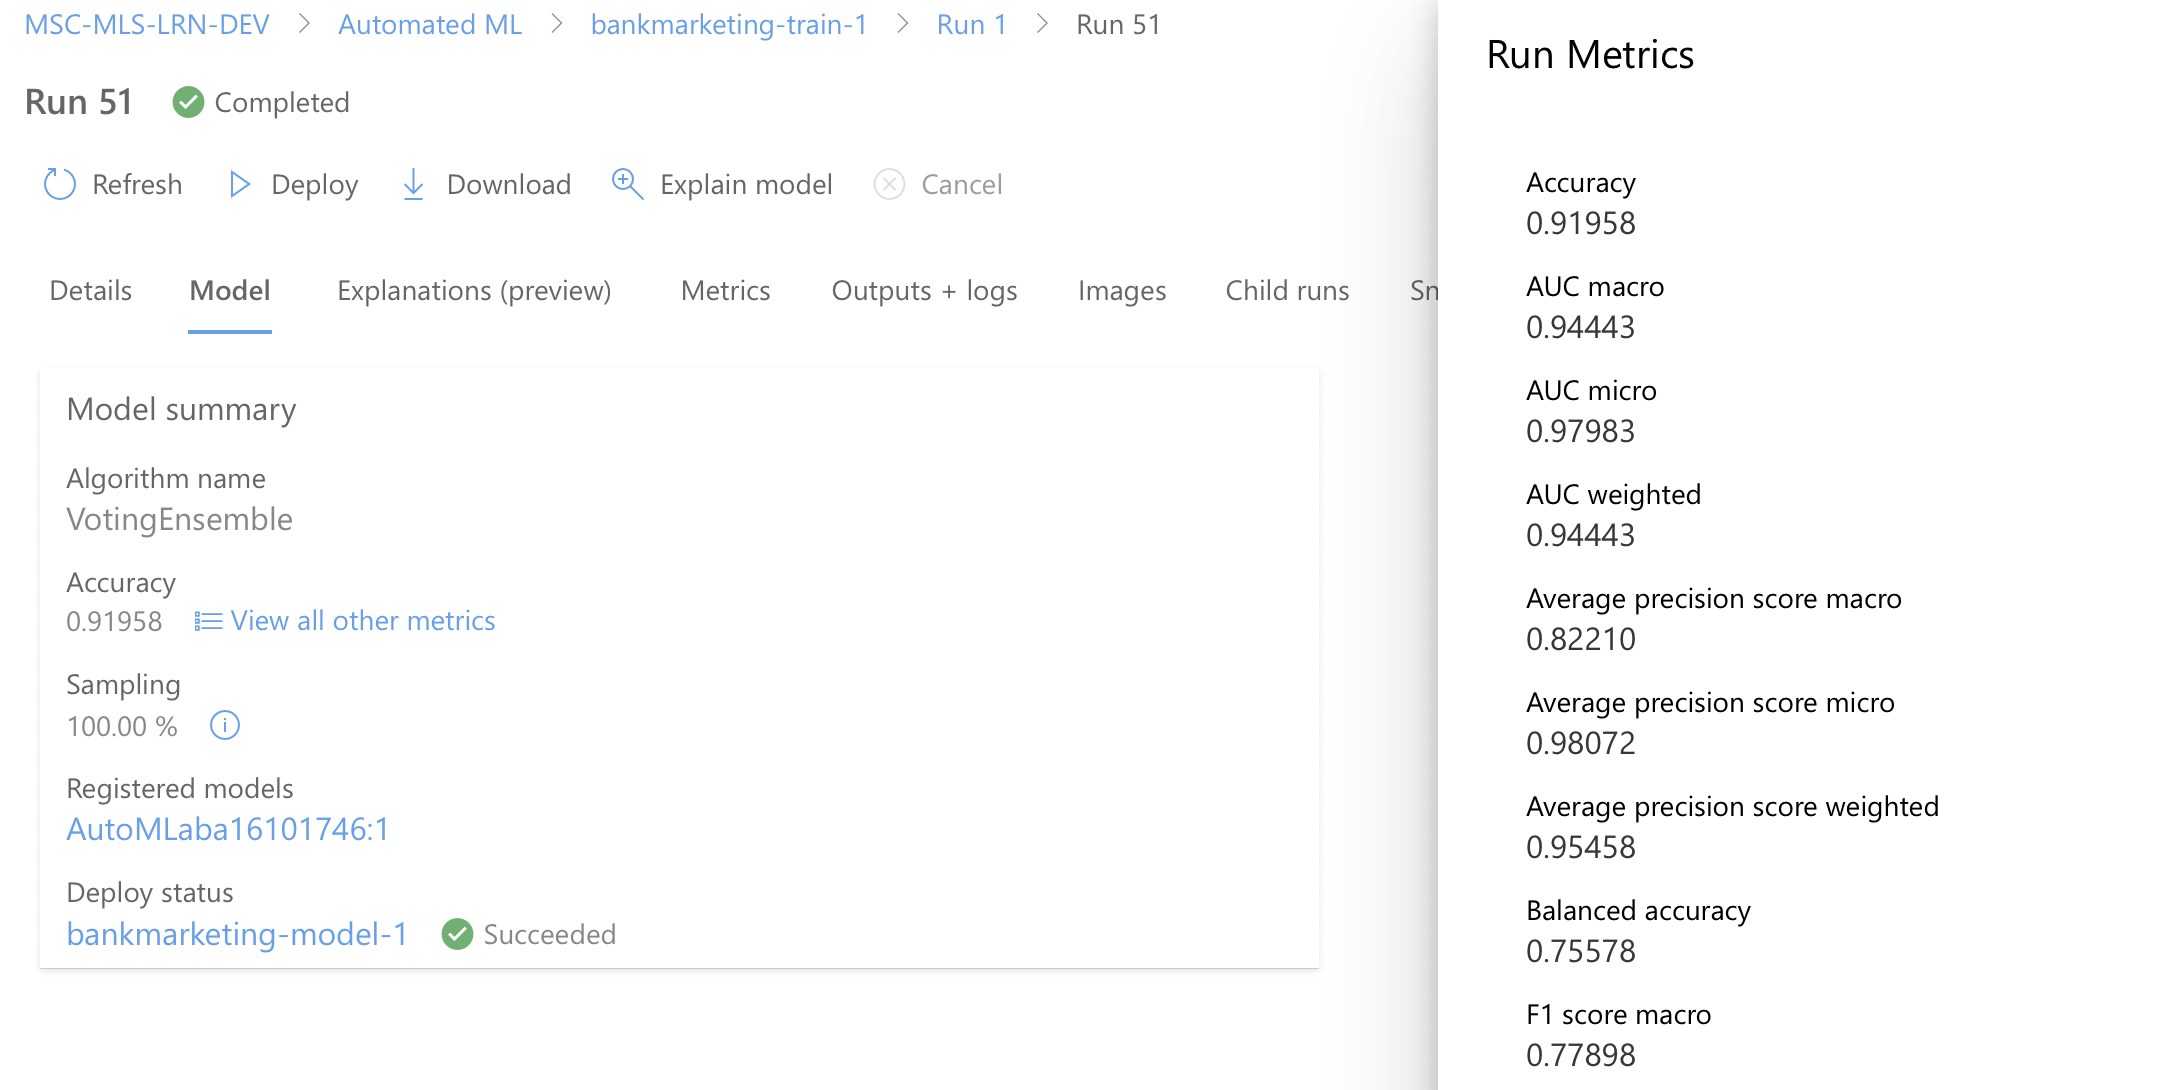 MSC-MLS-LRN-DEV > Automated ML > bankmarketing-train-1 > Run 1 > Run 51
Run 51 Completed
Refresh Deploy Download Explain model Cancel
Details Model Explanations (preview) Metrics Outputs + logs Images Child runs Sn
Model summary
Algorithm name
VotingEnsemble
Accuracy
0.91958 View all other metrics
Sampling
100.00 %
Registered models
AutoMLaba16101746:1
Deploy status
bankmarketing-model-1 Succeeded
Run Metrics
Accuracy
0.91958
AUC macro
0.94443
AUC micro
0.97983
AUC weighted
0.94443
Average precision score macro
0.82210
Average precision score micro
0.98072
Average precision score weighted
0.95458
Balanced accuracy
0.75578
F1 score macro
0.77898